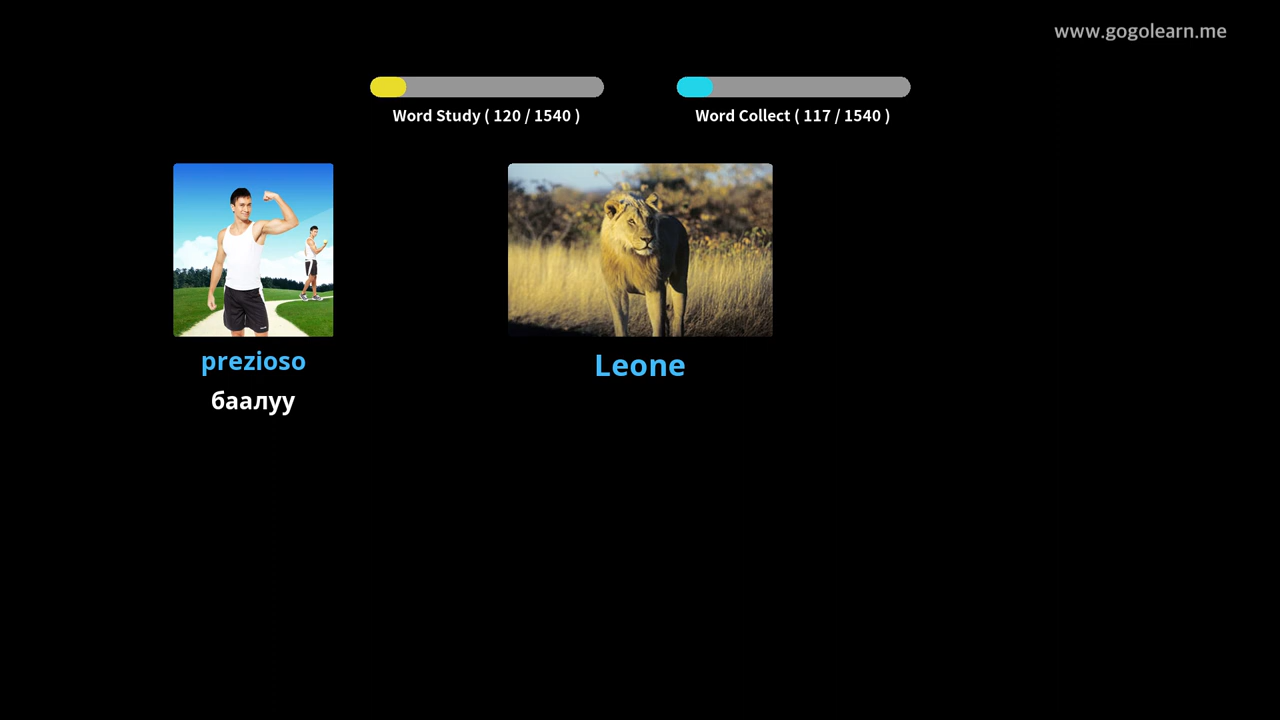 www.gogolearn.me
Word Study ( 120 / 1540 )
Word Collect ( 117 / 1540 )
prezioso
баалуу
Leone